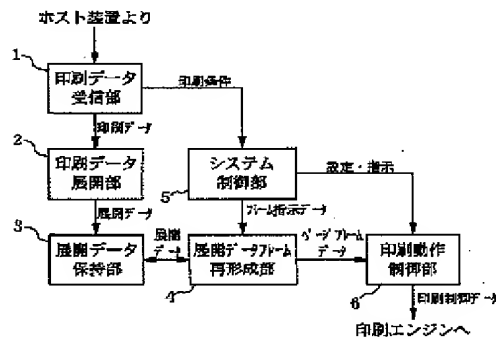 ホスト装置より
1
印刷データ
受信部
印刷条件
印刷データ
2
印刷データ
展開部
システム
制御部
5
設定・指示
展開データ
フレーム指示データ
3
展開データ
保持部
展開
データ
展開データフレーム
再形成部
4
ページフレーム
データ
印刷動作
制御部
6
印刷制御データ
印刷エンジンへ